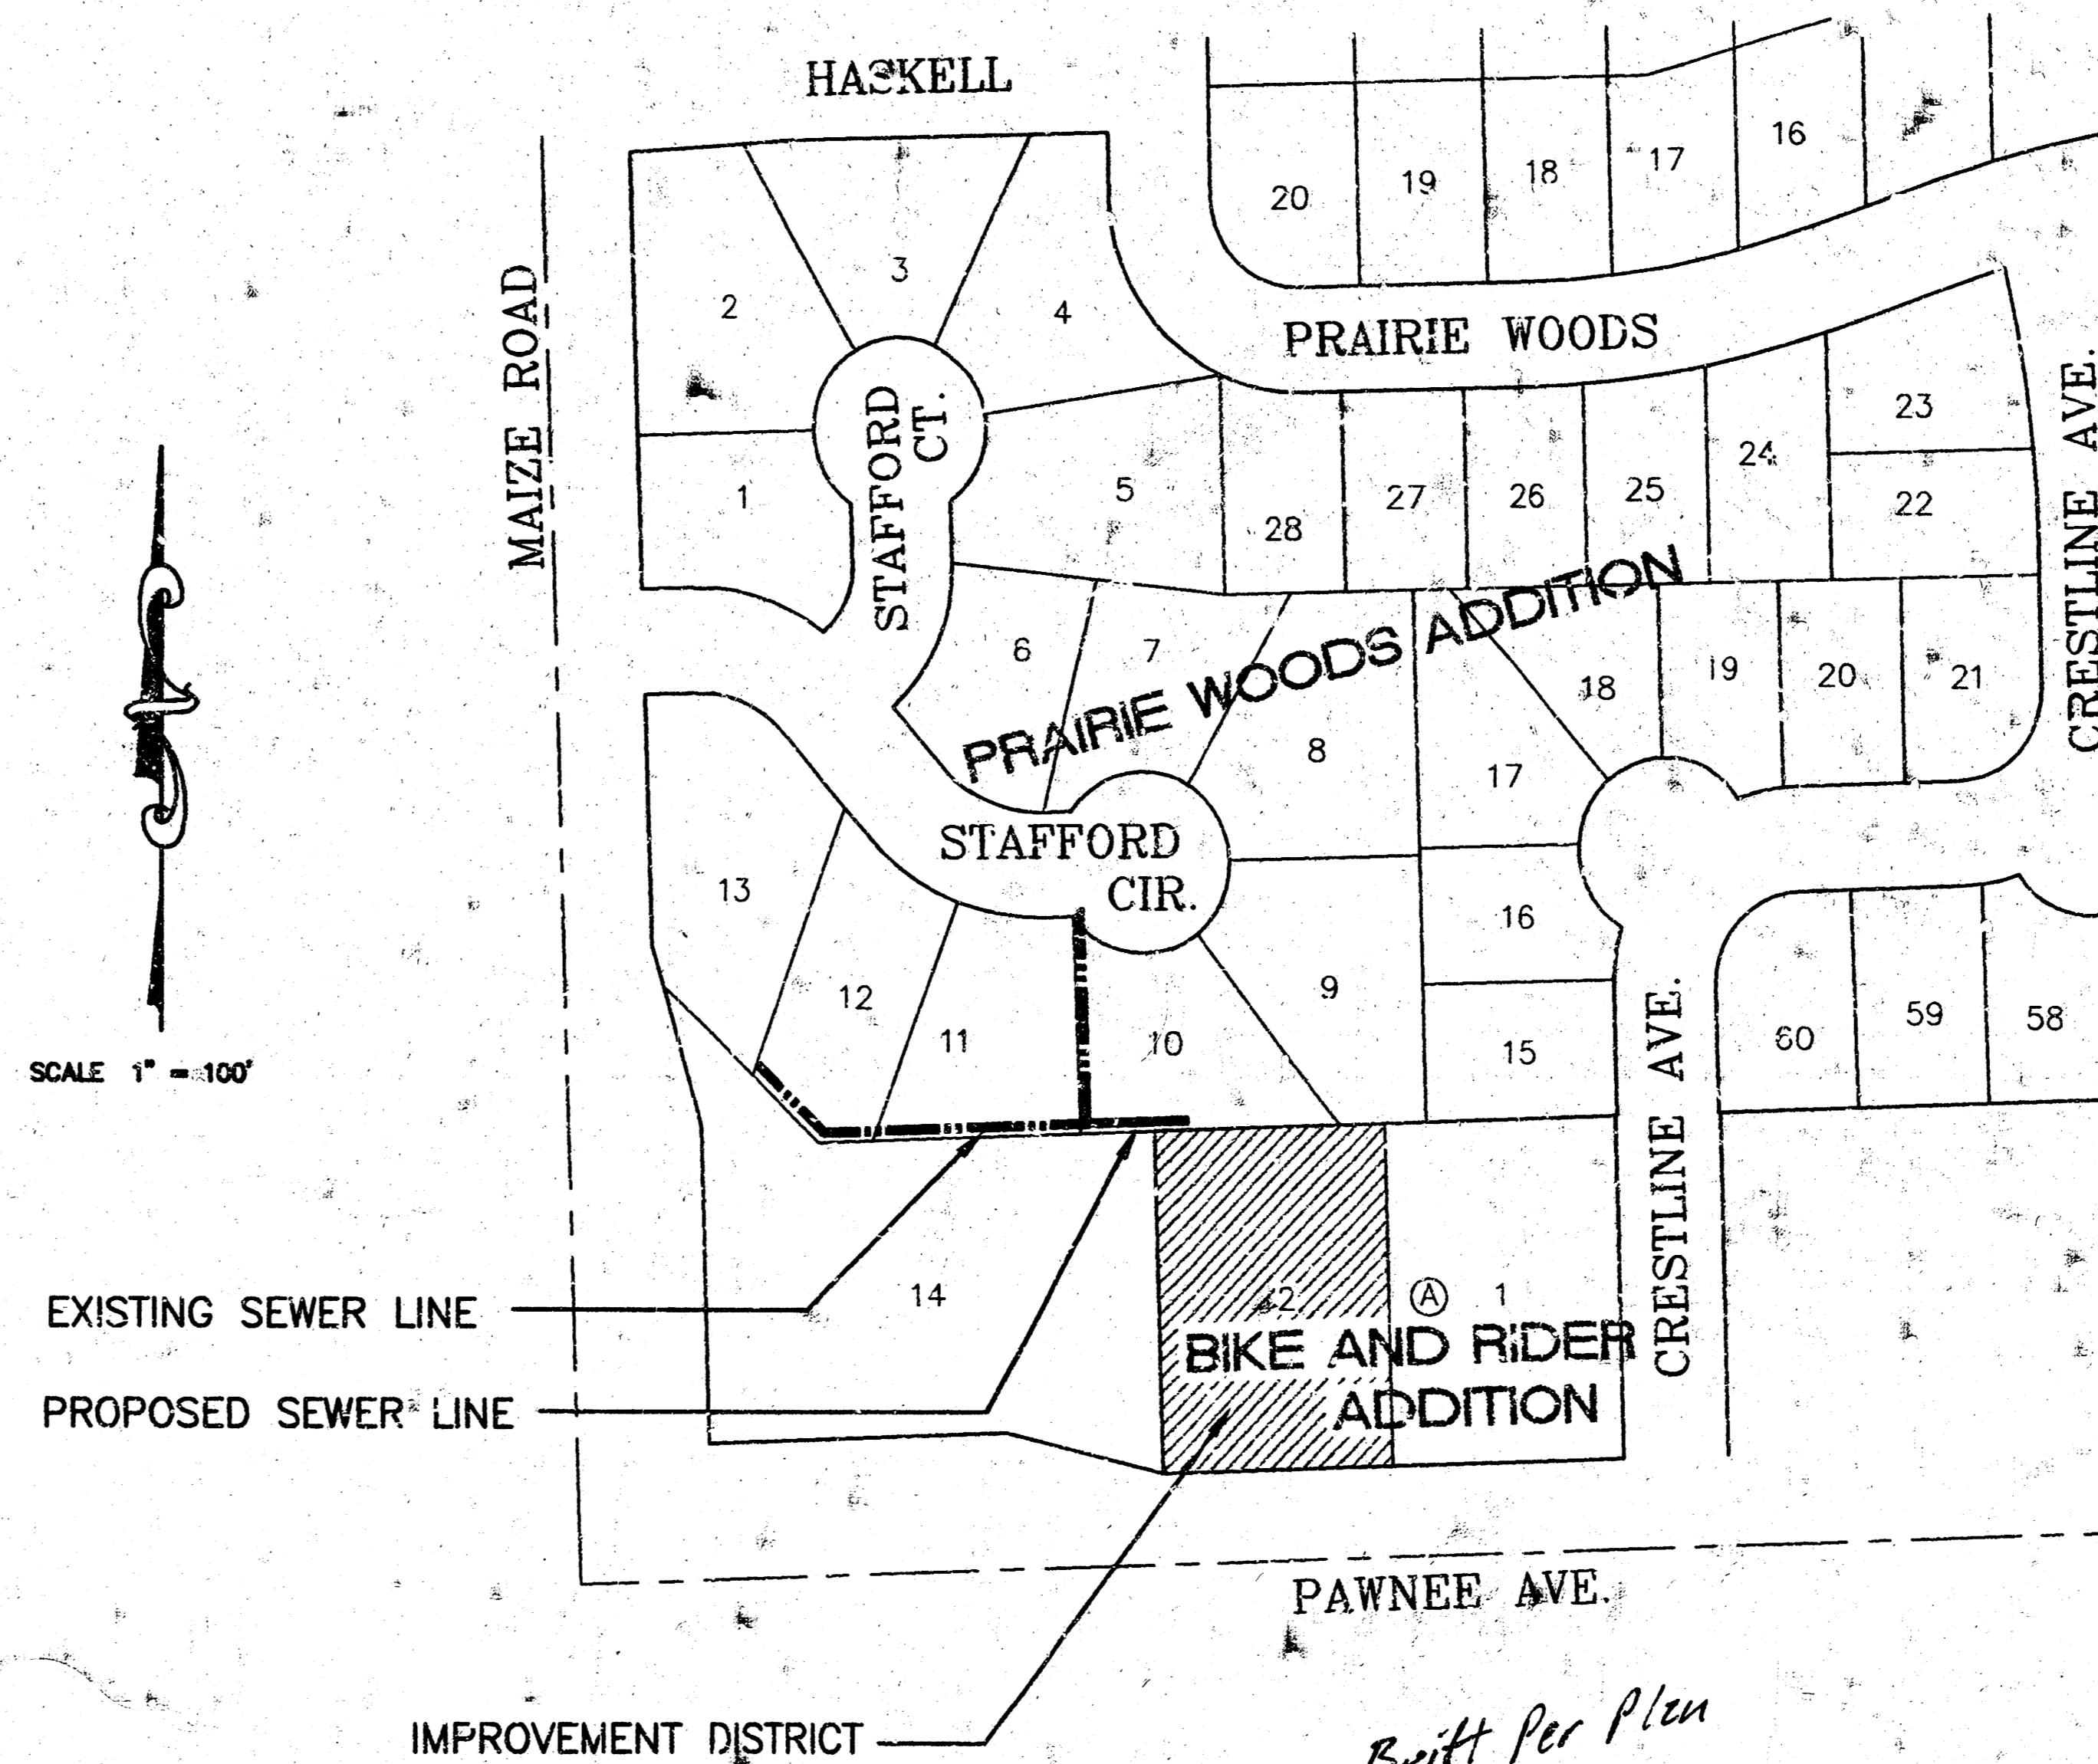 HASKELL
20
19
18
17
16
2
3
4
MAIZE ROAD
PRAIRIE WOODS
STAFFORD
CT.
1
5
28
27
26
25
24
23
22
CRESTLINE AVE.
PRAIRIE WOODS ADDITION
6
7
8
17
18
19
20
21
STAFFORD
CIR.
13
12
11
10
9
16
15
60
59
58
CRESTLINE AVE.
SCALE 1" = 100'
EXISTING SEWER LINE
14
2
A
1
BIKE AND RIDER
ADDITION
PROPOSED SEWER LINE
PAWNEE AVE.
IMPROVEMENT DISTRICT
Built Per Plan